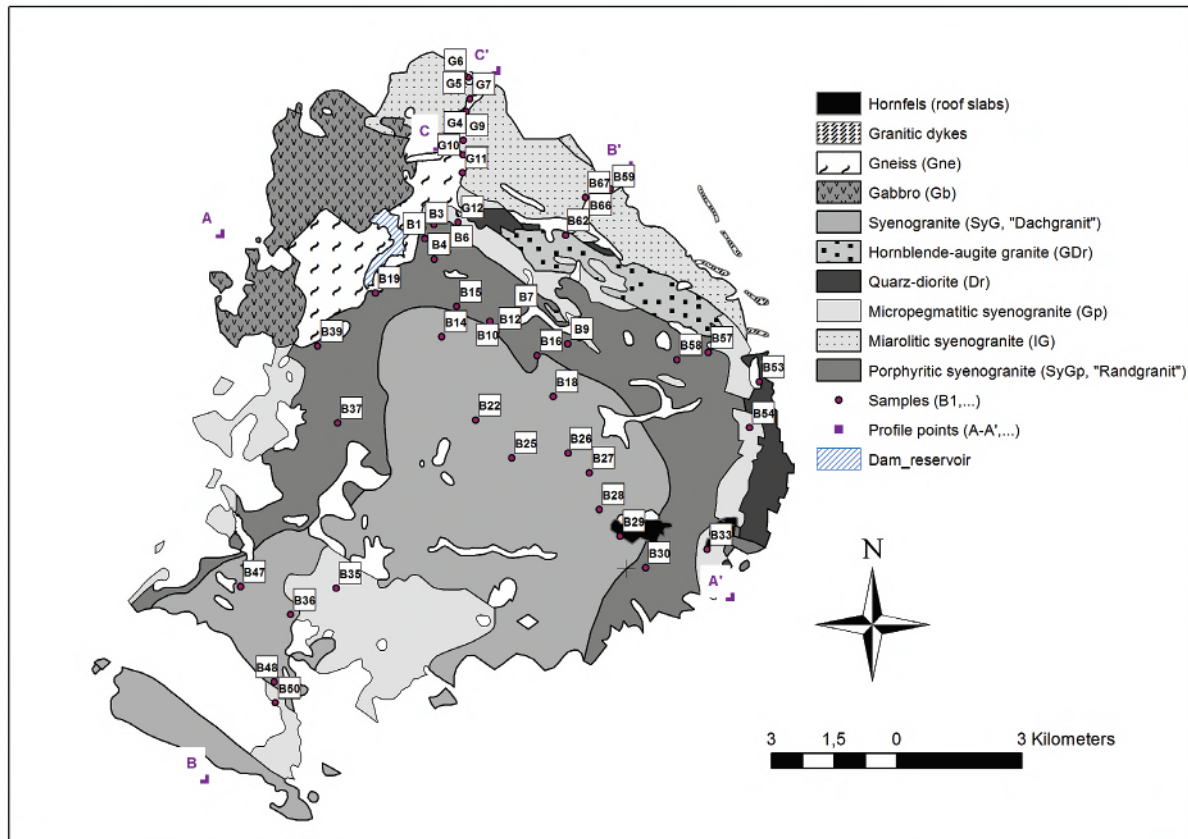 G6
C'
G5
G7
C
G4
G9
G10
G11
B'
B67
B59
B66
A
B1
B3
G12
B62
B6
B4
B19
B15
B7
B14
B12
B10
B9
B39
B16
B58
B57
B53
B18
B37
B22
B54
B26
B25
B27
B28
B29
B33
B30
B47
B35
A'
B36
B48
B50
B
Hornfels (roof slabs)
Granitic dykes
Gneiss (Gne)
Gabbro (Gb)
Syenogranite (SyG, "Dachgranit")
Hornblende-augite granite (GDr)
Quarz-diorite (Dr)
Micropegmatitic syenogranite (Gp)
Miarolitic syenogranite (IG)
Porphyritic syenogranite (SyGp, "Randgranit")
Samples (B1,...)
Profile points (A-A',...)
Dam_reservoir
N
3 1,5 0 3 Kilometers